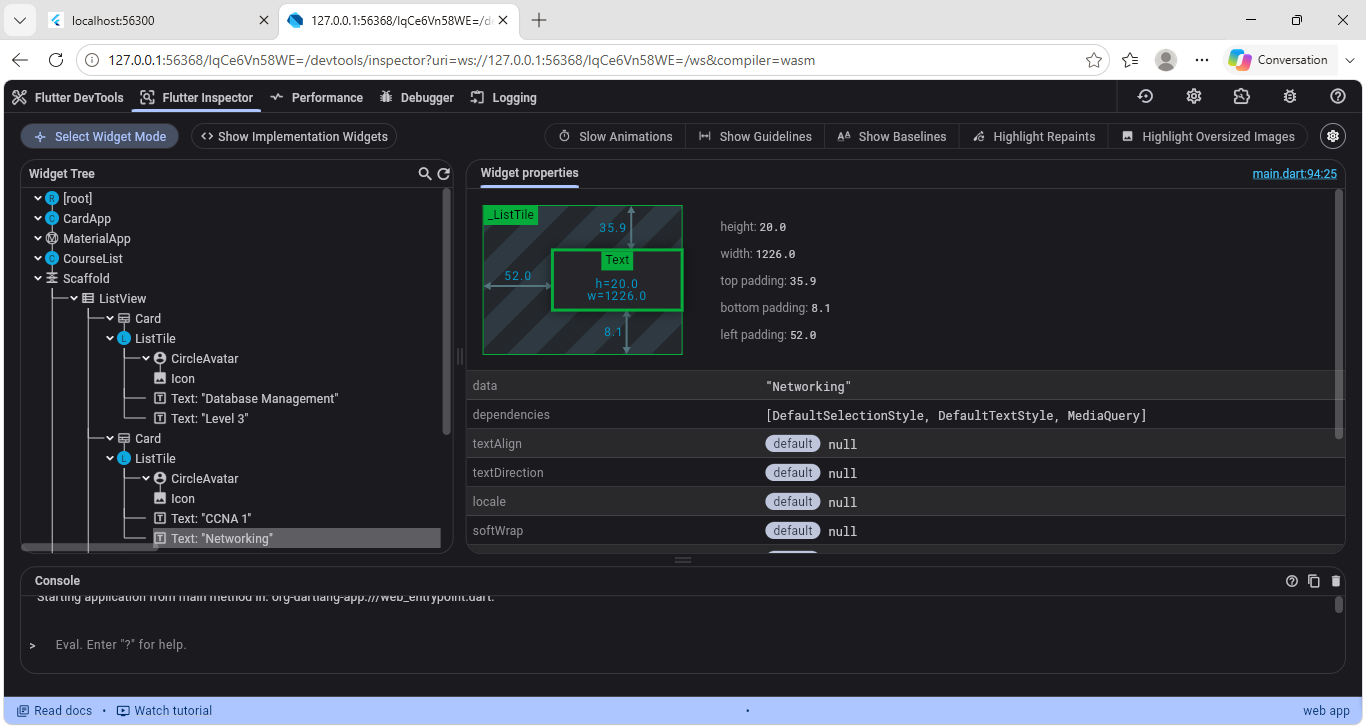 localhost:56300
127.0.0.1:56368/IqCe6Vn58WE=/de
127.0.0.1:56368/IqCe6Vn58WE=/devtools/inspector?uri=ws://127.0.0.1:56368/IqCe6Vn58WE=/ws&compiler=wasm
Conversation
Flutter DevTools
Flutter Inspector
Performance
Debugger
Logging
Select Widget Mode
Show Implementation Widgets
Slow Animations
Show Guidelines
Show Baselines
Highlight Repaints
Highlight Oversized Images
Widget Tree
R [root]
C CardApp
MaterialApp
C CourseList
Scaffold
ListView
Card
L ListTile
CircleAvatar
Icon
T Text: "Database Management"
T Text: "Level 3"
Card
L ListTile
CircleAvatar
Icon
T Text: "CCNA 1"
T Text: "Networking"
Widget properties
main.dart:94:25
_ListTile
35.9
Text
52.0
h=20.0
w=1226.0
8.1
height: 20.0
width: 1226.0
top padding: 35.9
bottom padding: 8.1
left padding: 52.0
data "Networking"
dependencies [DefaultSelectionStyle, DefaultTextStyle, MediaQuery]
textAlign default null
textDirection default null
locale default null
softWrap default null
Console
Starting application from main method in: org-dartlang-app:///web_entrypoint.dart.
> Eval. Enter "?" for help.
Read docs • Watch tutorial
•
web app